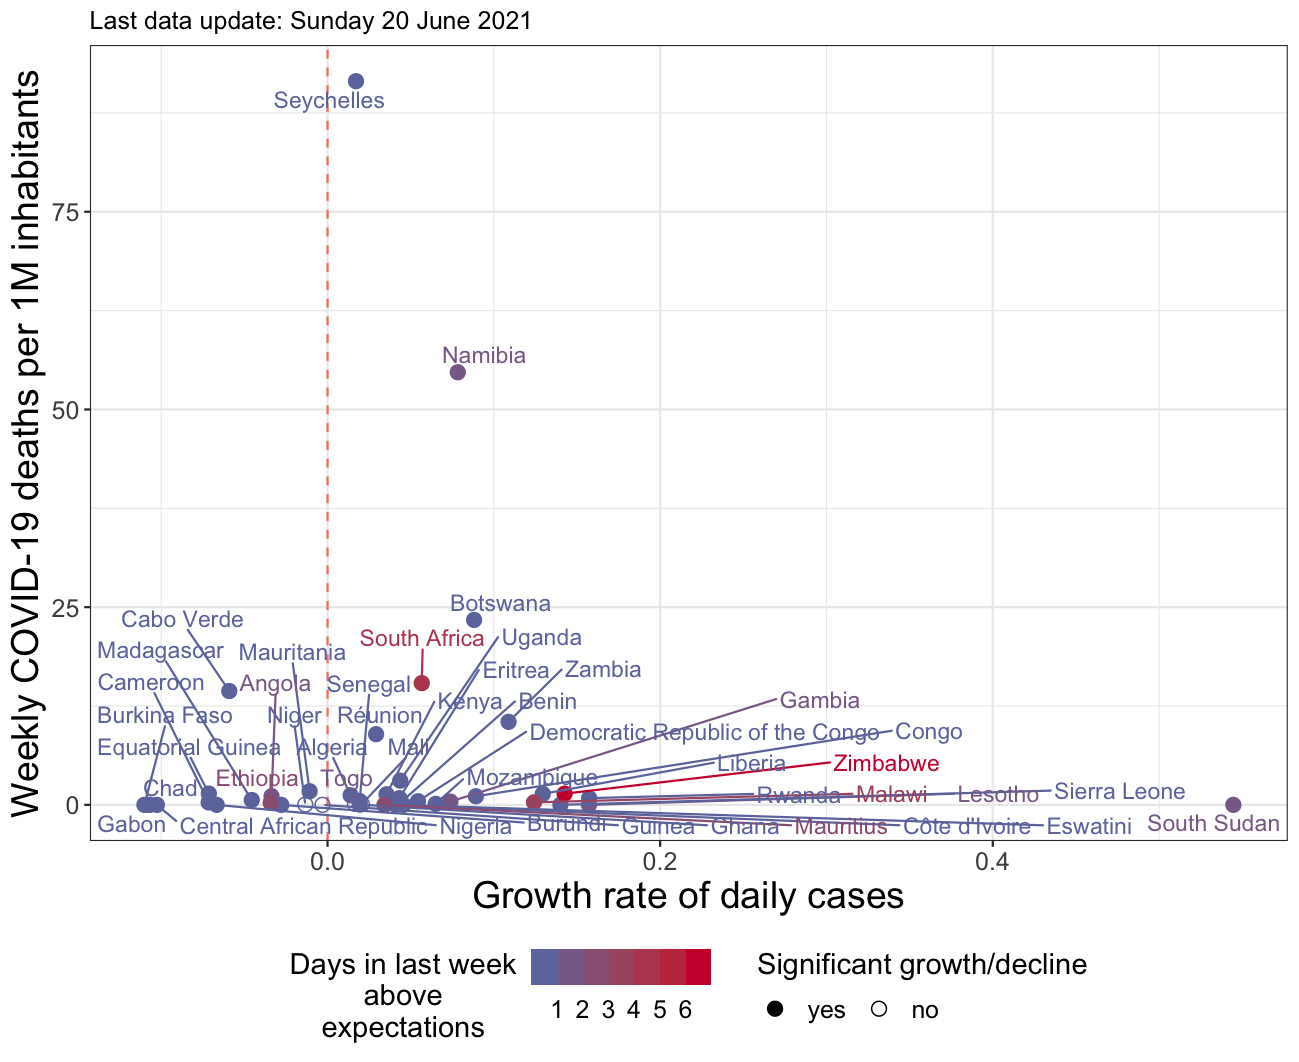 Last data update: Sunday 20 June 2021
Weekly COVID-19 deaths per 1M inhabitants
75
50
25
0
Seychelles
Namibia
Botswana
Cabo Verde
South Africa
Uganda
Madagascar
Mauritania
Eritrea
Zambia
Cameroon
Angola
Senegal
Kenya
Benin
Gambia
Burkina Faso
Niger
Réunion
Democratic Republic of the Congo
Congo
Equatorial Guinea
Algeria
Mali
Liberia
Zimbabwe
Chad
Ethiopia
Togo
Mozambique
Rwanda
Malawi
Lesotho
Sierra Leone
Gabon
Central African Republic
Nigeria
Burundi
Guinea
Ghana
Mauritius
Côte d'Ivoire
Eswatini
South Sudan
0.0
0.2
0.4
Growth rate of daily cases
Days in last week
above
expectations
1 2 3 4 5 6
Significant growth/decline
yes
no